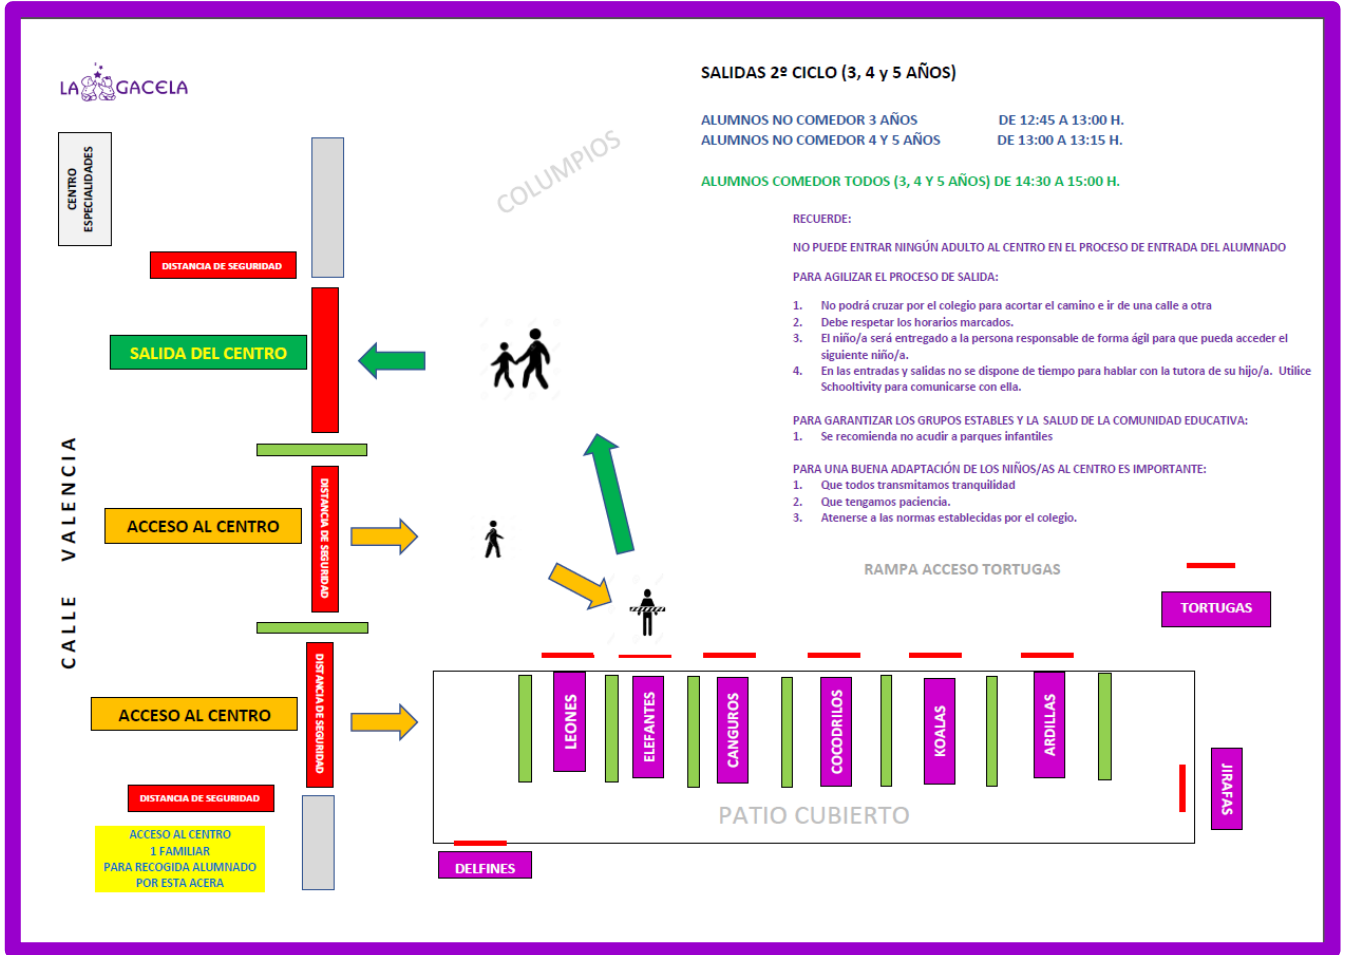 LA GACELA
SALIDAS 2º CICLO (3, 4 y 5 AÑOS)
ALUMNOS NO COMEDOR 3 AÑOS DE 12:45 A 13:00 H.
ALUMNOS NO COMEDOR 4 Y 5 AÑOS DE 13:00 A 13:15 H.
ALUMNOS COMEDOR TODOS (3, 4 Y 5 AÑOS) DE 14:30 A 15:00 H.
RECUERDE:
NO PUEDE ENTRAR NINGÚN ADULTO AL CENTRO EN EL PROCESO DE ENTRADA DEL ALUMNADO
PARA AGILIZAR EL PROCESO DE SALIDA:
1. No podrá cruzar por el colegio para acortar el camino e ir de una calle a otra
2. Debe respetar los horarios marcados.
3. El niño/a será entregado a la persona responsable de forma ágil para que pueda acceder el
siguiente niño/a.
4. En las entradas y salidas no se dispone de tiempo para hablar con la tutora de su hijo/a. Utilice
Schooltivity para comunicarse con ella.
PARA GARANTIZAR LOS GRUPOS ESTABLES Y LA SALUD DE LA COMUNIDAD EDUCATIVA:
1. Se recomienda no acudir a parques infantiles
PARA UNA BUENA ADAPTACIÓN DE LOS NIÑOS/AS AL CENTRO ES IMPORTANTE:
1. Que todos transmitamos tranquilidad
2. Que tengamos paciencia.
3. Atenerse a las normas establecidas por el colegio.
CENTRO
ESPECIALIDADES
COLUMPIOS
DISTANCIA DE SEGURIDAD
SALIDA DEL CENTRO
CALLE VALENCIA
ACCESO AL CENTRO
DISTANCIA DE SEGURIDAD
RAMPA ACCESO TORTUGAS
TORTUGAS
ACCESO AL CENTRO
DISTANCIA DE SEGURIDAD
LEONES
ELEFANTES
CANGUROS
COCODRILOS
KOALAS
ARDILLAS
JIRAFAS
PATIO CUBIERTO
DELFINES
DISTANCIA DE SEGURIDAD
ACCESO AL CENTRO
1 FAMILIAR
PARA RECOGIDA ALUMNADO
POR ESTA ACERA